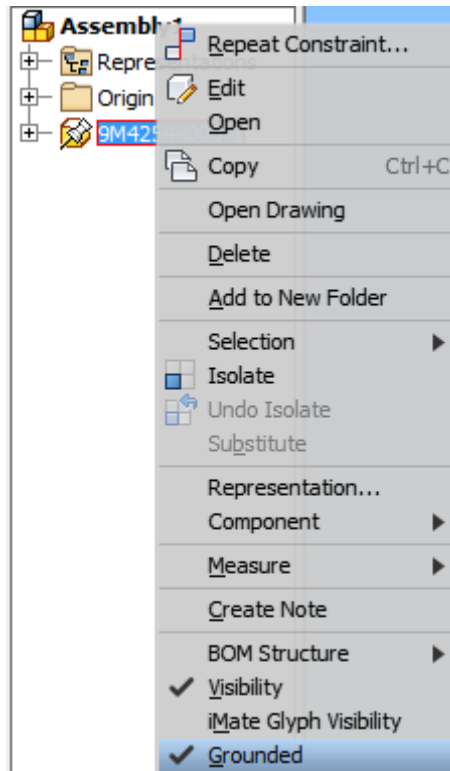 Assembly1
Representations
Origin
9M425
Repeat Constraint...
Edit
Open
Copy Ctrl+C
Open Drawing
Delete
Add to New Folder
Selection
Isolate
Undo Isolate
Substitute
Representation...
Component
Measure
Create Note
BOM Structure
Visibility
iMate Glyph Visibility
Grounded